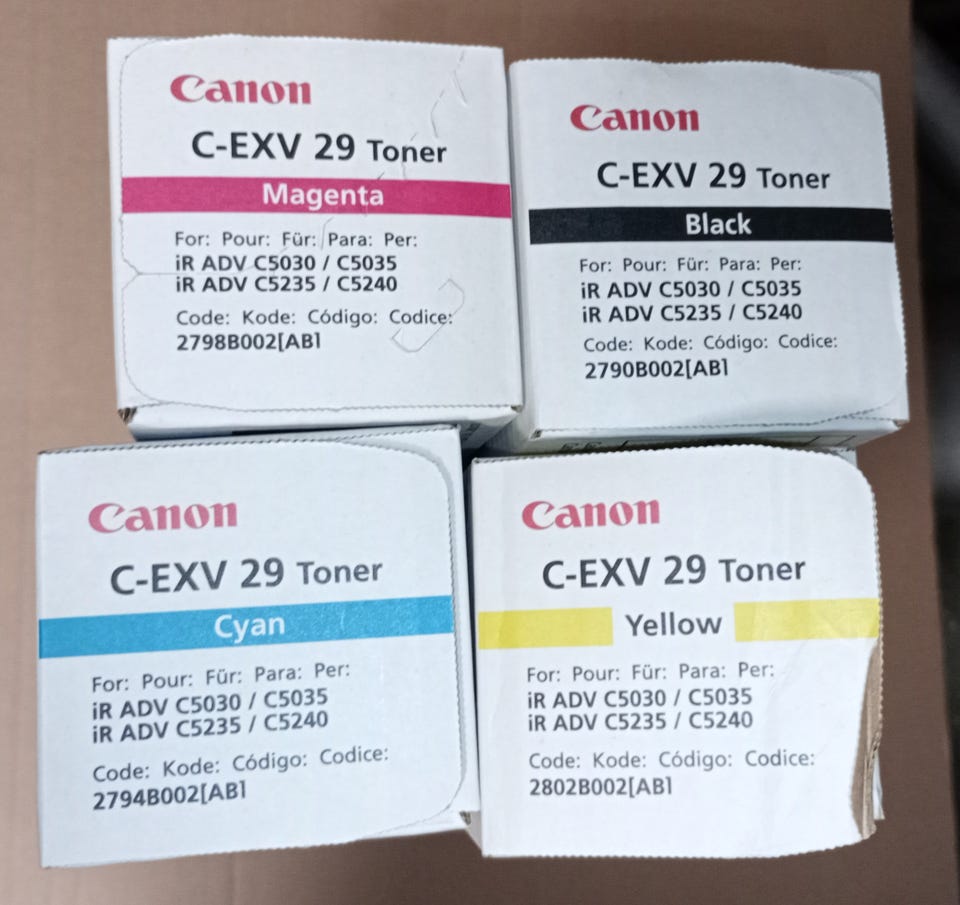 Canon
C-EXV 29 Toner
Magenta
For: Pour: Für: Para: Per:
iR ADV C5030 / C5035
iR ADV C5235 / C5240
Code: Kode: Código: Codice:
2798B002[AB]
Canon
C-EXV 29 Toner
Black
For: Pour: Für: Para: Per:
iR ADV C5030 / C5035
iR ADV C5235 / C5240
Code: Kode: Código: Codice:
2790B002[AB]
Canon
C-EXV 29 Toner
Cyan
For: Pour: Für: Para: Per:
iR ADV C5030 / C5035
iR ADV C5235 / C5240
Code: Kode: Código: Codice:
2794B002[AB]
Canon
C-EXV 29 Toner
Yellow
For: Pour: Für: Para: Per:
iR ADV C5030 / C5035
iR ADV C5235 / C5240
Code: Kode: Código: Codice:
2802B002[AB]